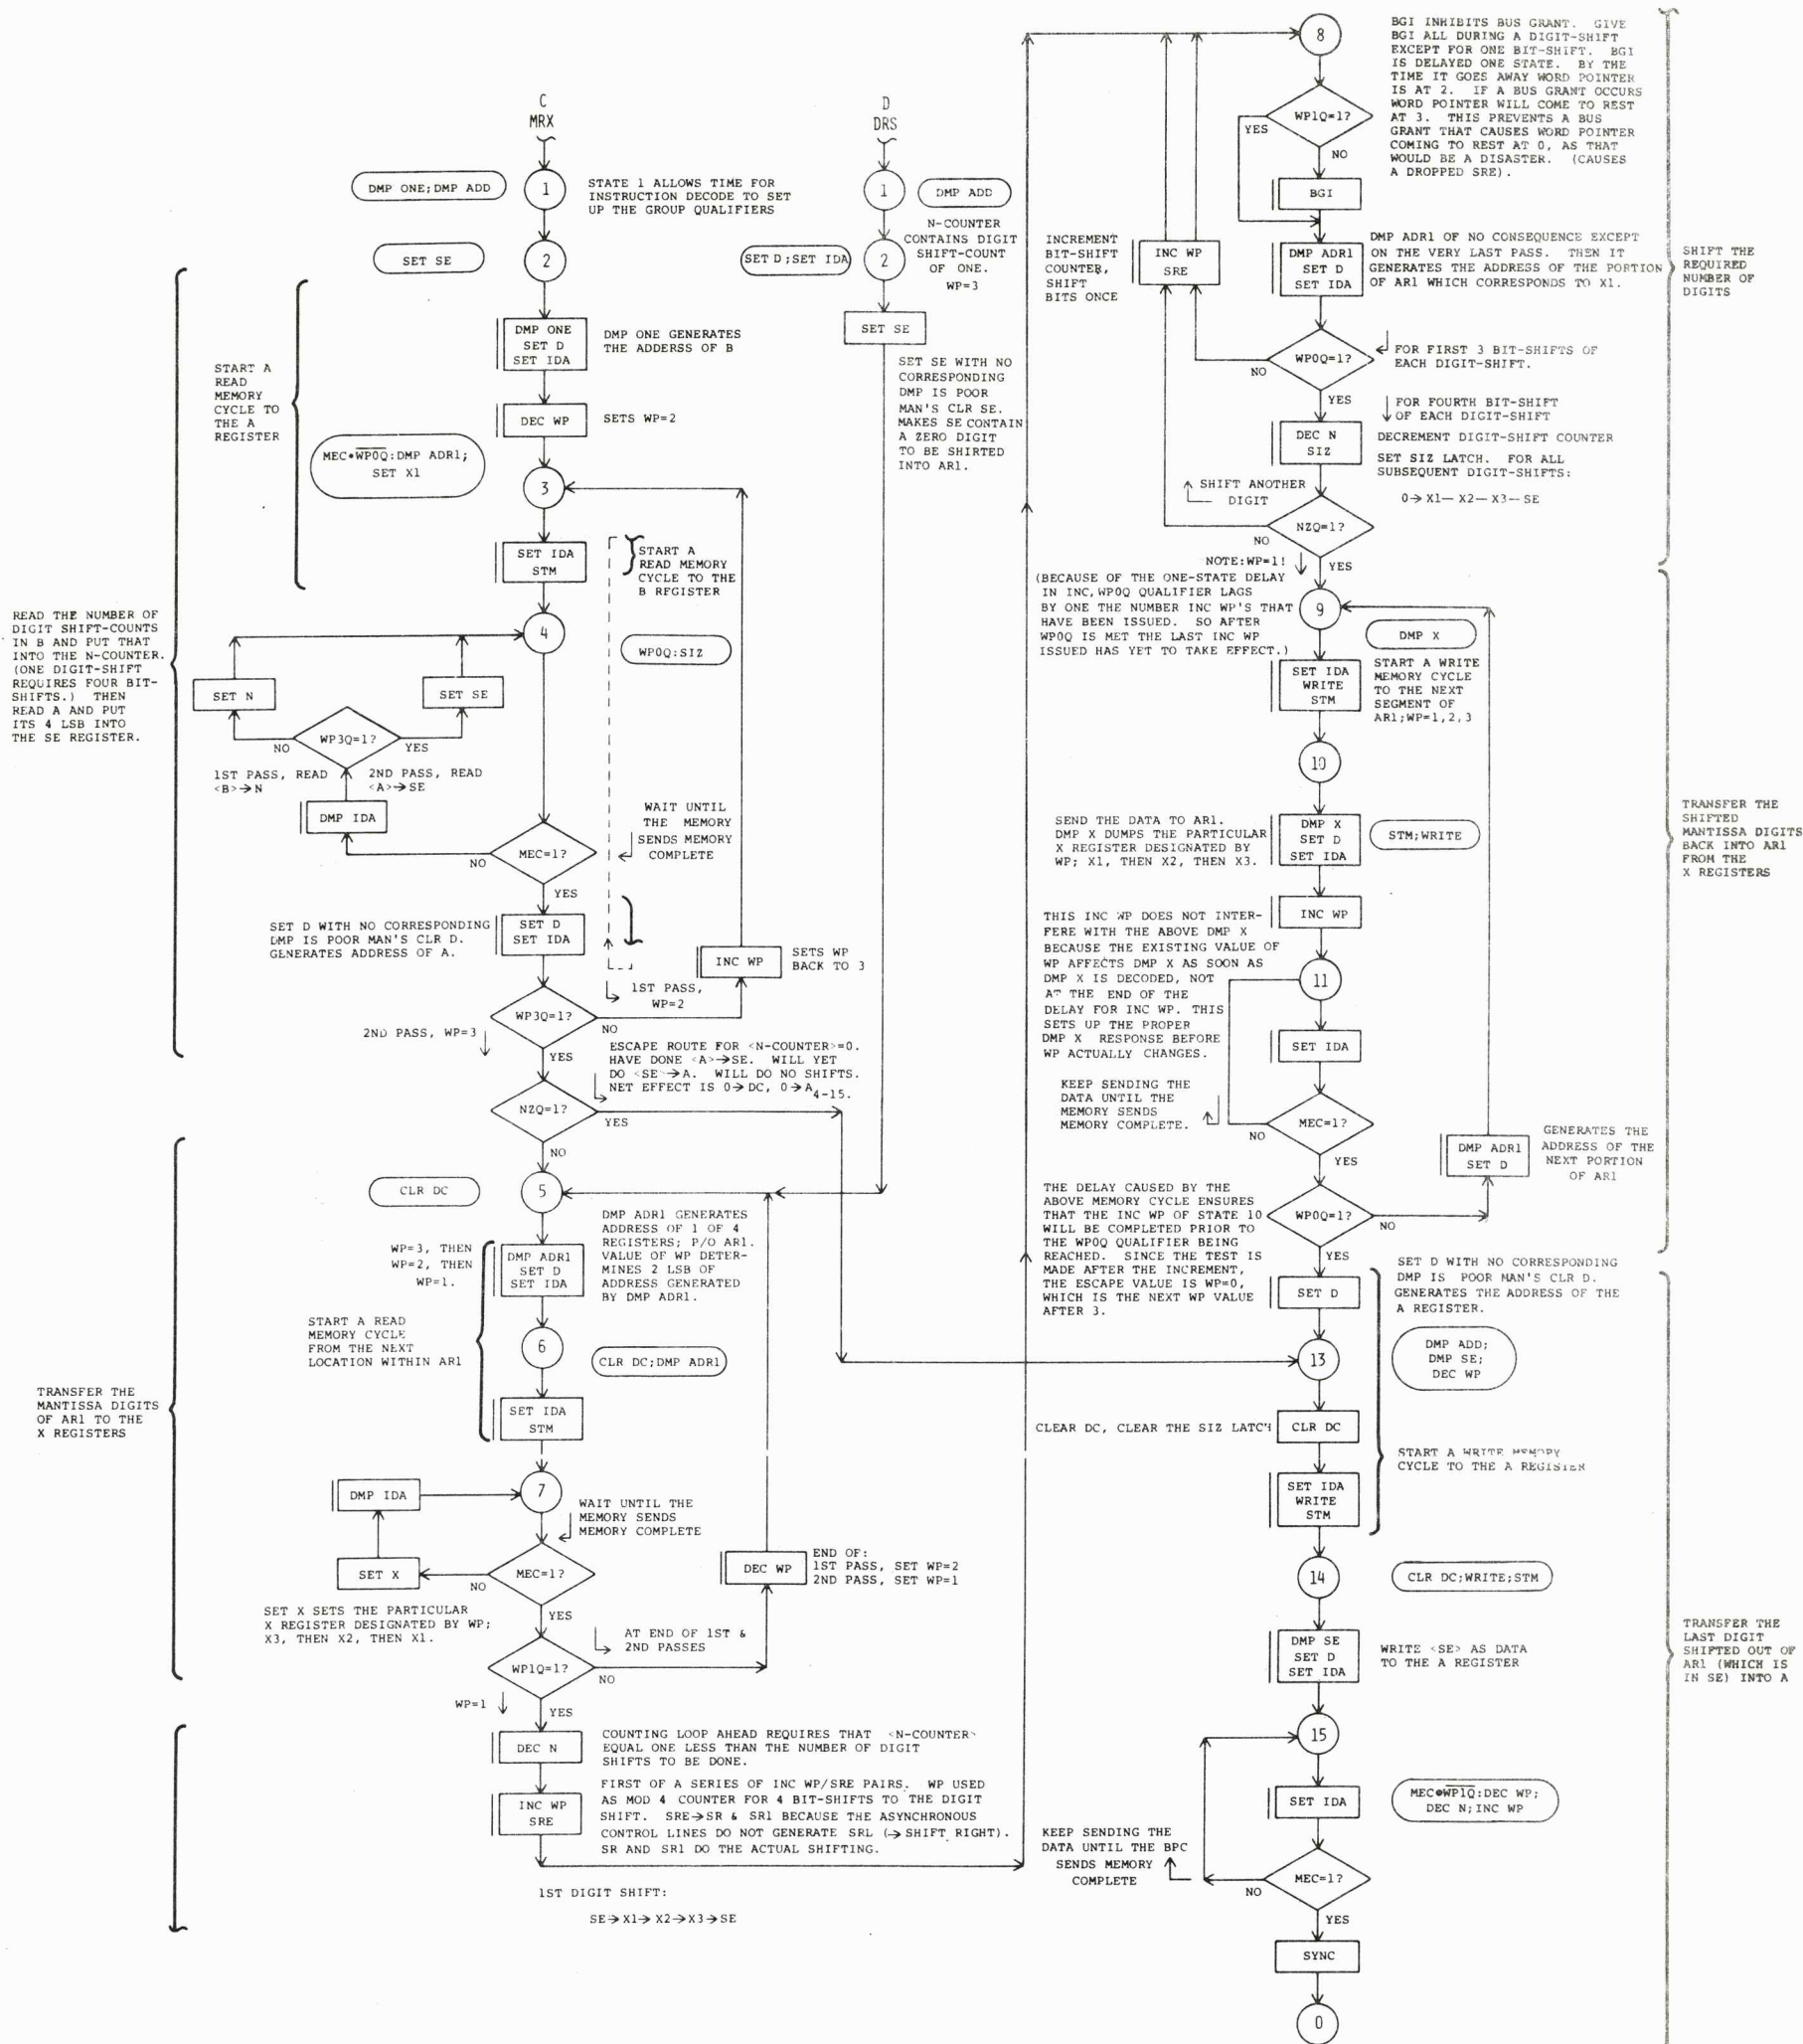 C
MRX
DMP ONE;DMP ADD
1
STATE 1 ALLOWS TIME FOR
INSTRUCTION DECODE TO SET
UP THE GROUP QUALIFIERS
SET SE
2
DMP ONE
SET D
SET IDA
DMP ONE GENERATES
THE ADDERSS OF B
START A
READ
MEMORY
CYCLE TO
THE A
REGISTER
DEC WP
SETS WP=2
MEC•W̅P̅0̅Q̅:DMP ADR1;
SET X1
3
SET IDA
STM
START A
READ MEMORY
CYCLE TO THE
B REGISTER
READ THE NUMBER OF
DIGIT SHIFT-COUNTS
IN B AND PUT THAT
INTO THE N-COUNTER.
(ONE DIGIT-SHIFT
REQUIRES FOUR BIT-
SHIFTS.) THEN
READ A AND PUT
ITS 4 LSB INTO
THE SE REGISTER.
4
WP0Q:SIZ
SET N
SET SE
WP3Q=1?
NO
YES
1ST PASS, READ
<B>→N
2ND PASS, READ
<A>→SE
DMP IDA
WAIT UNTIL
THE MEMORY
SENDS MEMORY
COMPLETE
MEC=1?
NO
YES
SET D WITH NO CORRESPONDING
DMP IS POOR MAN'S CLR D.
GENERATES ADDRESS OF A.
SET D
SET IDA
INC WP
SETS WP
BACK TO 3
1ST PASS,
WP=2
WP3Q=1?
NO
2ND PASS, WP=3
YES
ESCAPE ROUTE FOR <N-COUNTER>=0.
HAVE DONE <A>→SE. WILL YET
DO <SE>→A. WILL DO NO SHIFTS.
NET EFFECT IS 0→DC, 0→A4-15.
NZQ=1?
YES
NO
CLR DC
5
WP=3, THEN
WP=2, THEN
WP=1.
DMP ADR1
SET D
SET IDA
DMP ADR1 GENERATES
ADDRESS OF 1 OF 4
REGISTERS; P/O AR1.
VALUE OF WP DETER-
MINES 2 LSB OF
ADDRESS GENERATED
BY DMP ADR1.
START A READ
MEMORY CYCLE
FROM THE NEXT
LOCATION WITHIN AR1
6
CLR DC;DMP ADR1
SET IDA
STM
TRANSFER THE
MANTISSA DIGITS
OF AR1 TO THE
X REGISTERS
DMP IDA
7
WAIT UNTIL THE
MEMORY SENDS
MEMORY COMPLETE
SET X
MEC=1?
NO
YES
DEC WP
END OF:
1ST PASS, SET WP=2
2ND PASS, SET WP=1
SET X SETS THE PARTICULAR
X REGISTER DESIGNATED BY WP;
X3, THEN X2, THEN X1.
AT END OF 1ST &
2ND PASSES
WP1Q=1?
NO
WP=1
YES
DEC N
COUNTING LOOP AHEAD REQUIRES THAT <N-COUNTER>
EQUAL ONE LESS THAN THE NUMBER OF DIGIT
SHIFTS TO BE DONE.
INC WP
SRE
FIRST OF A SERIES OF INC WP/SRE PAIRS. WP USED
AS MOD 4 COUNTER FOR 4 BIT-SHIFTS TO THE DIGIT
SHIFT. SRE→SR & SR1 BECAUSE THE ASYNCHRONOUS
CONTROL LINES DO NOT GENERATE SRL (→SHIFT RIGHT).
SR AND SR1 DO THE ACTUAL SHIFTING.
1ST DIGIT SHIFT:
SE→X1→X2→X3→SE
D
DRS
1
DMP ADD
N-COUNTER
CONTAINS DIGIT
SHIFT-COUNT
OF ONE.
WP=3
SET D;SET IDA
2
SET SE
SET SE WITH NO
CORRESPONDING
DMP IS POOR
MAN'S CLR SE.
MAKES SE CONTAIN
A ZERO DIGIT
TO BE SHIRTED
INTO AR1.
8
BGI INHIBITS BUS GRANT. GIVE
BGI ALL DURING A DIGIT-SHIFT
EXCEPT FOR ONE BIT-SHIFT. BGI
IS DELAYED ONE STATE. BY THE
TIME IT GOES AWAY WORD POINTER
IS AT 2. IF A BUS GRANT OCCURS
WORD POINTER WILL COME TO REST
AT 3. THIS PREVENTS A BUS
GRANT THAT CAUSES WORD POINTER
COMING TO REST AT 0, AS THAT
WOULD BE A DISASTER. (CAUSES
A DROPPED SRE).
WP1Q=1?
YES
NO
BGI
INCREMENT
BIT-SHIFT
COUNTER,
SHIFT
BITS ONCE
INC WP
SRE
DMP ADR1
SET D
SET IDA
DMP ADR1 OF NO CONSEQUENCE EXCEPT
ON THE VERY LAST PASS. THEN IT
GENERATES THE ADDRESS OF THE PORTION
OF AR1 WHICH CORRESPONDS TO X1.
SHIFT THE
REQUIRED
NUMBER OF
DIGITS
WP0Q=1?
NO
FOR FIRST 3 BIT-SHIFTS OF
EACH DIGIT-SHIFT.
YES
FOR FOURTH BIT-SHIFT
OF EACH DIGIT-SHIFT
DEC N
SIZ
DECREMENT DIGIT-SHIFT COUNTER
SET SIZ LATCH. FOR ALL
SUBSEQUENT DIGIT-SHIFTS:
0→X1—X2—X3—SE
SHIFT ANOTHER
DIGIT
NZQ=1?
NO
YES
NOTE:WP=1!
(BECAUSE OF THE ONE-STATE DELAY
IN INC,WP0Q QUALIFIER LAGS
BY ONE THE NUMBER INC WP'S THAT
HAVE BEEN ISSUED. SO AFTER
WP0Q IS MET THE LAST INC WP
ISSUED HAS YET TO TAKE EFFECT.)
9
DMP X
SET IDA
WRITE
STM
START A WRITE
MEMORY CYCLE
TO THE NEXT
SEGMENT OF
AR1;WP=1,2,3
10
SEND THE DATA TO AR1.
DMP X DUMPS THE PARTICULAR
X REGISTER DESIGNATED BY
WP; X1, THEN X2, THEN X3.
DMP X
SET D
SET IDA
STM;WRITE
TRANSFER THE
SHIFTED
MANTISSA DIGITS
BACK INTO AR1
FROM THE
X REGISTERS
INC WP
THIS INC WP DOES NOT INTER-
FERE WITH THE ABOVE DMP X
BECAUSE THE EXISTING VALUE OF
WP AFFECTS DMP X AS SOON AS
DMP X IS DECODED, NOT
AT THE END OF THE
DELAY FOR INC WP. THIS
SETS UP THE PROPER
DMP X RESPONSE BEFORE
WP ACTUALLY CHANGES.
11
SET IDA
KEEP SENDING THE
DATA UNTIL THE
MEMORY SENDS
MEMORY COMPLETE.
MEC=1?
NO
YES
DMP ADR1
SET D
GENERATES THE
ADDRESS OF THE
NEXT PORTION
OF AR1
THE DELAY CAUSED BY THE
ABOVE MEMORY CYCLE ENSURES
THAT THE INC WP OF STATE 10
WILL BE COMPLETED PRIOR TO
THE WP0Q QUALIFIER BEING
REACHED. SINCE THE TEST IS
MADE AFTER THE INCREMENT,
THE ESCAPE VALUE IS WP=0,
WHICH IS THE NEXT WP VALUE
AFTER 3.
WP0Q=1?
NO
YES
SET D
SET D WITH NO CORRESPONDING
DMP IS POOR MAN'S CLR D.
GENERATES THE ADDRESS OF THE
A REGISTER.
13
DMP ADD;
DMP SE;
DEC WP
CLEAR DC, CLEAR THE SIZ LATCH
CLR DC
SET IDA
WRITE
STM
START A WRITE MEMORY
CYCLE TO THE A REGISTER
14
CLR DC;WRITE;STM
DMP SE
SET D
SET IDA
WRITE <SE> AS DATA
TO THE A REGISTER
TRANSFER THE
LAST DIGIT
SHIFTED OUT OF
AR1 (WHICH IS
IN SE) INTO A
15
SET IDA
MEC•W̅P̅1̅Q̅:DEC WP;
DEC N;INC WP
KEEP SENDING THE
DATA UNTIL THE BPC
SENDS MEMORY
COMPLETE
MEC=1?
NO
YES
SYNC
0